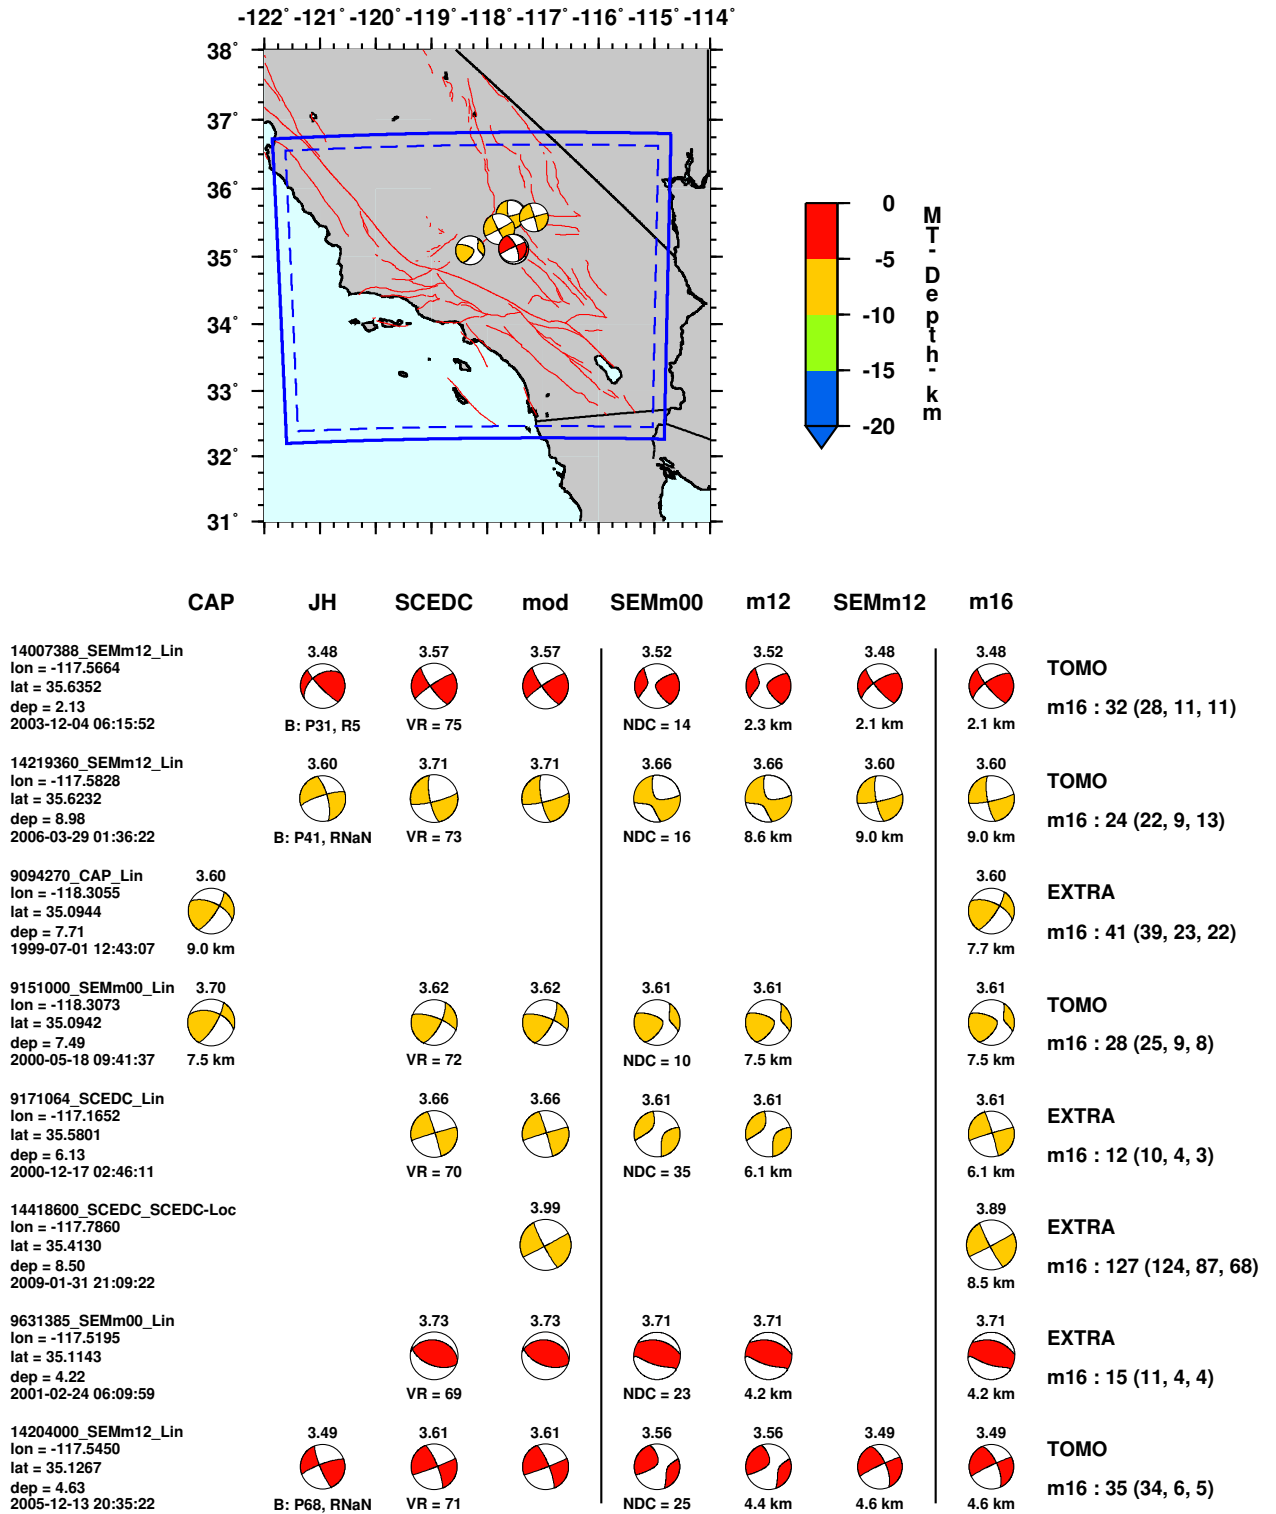 -122° -121° -120° -119° -118° -117° -116° -115° -114°
38°
37°
36°
35°
34°
33°
32°
31°
0
-5
-10
-15
-20
MT-Depth-km
CAP JH SCEDC mod SEMm00 m12 SEMm12 m16
14007388_SEMm12_Lin
lon = -117.5664
lat = 35.6352
dep = 2.13
2003-12-04 06:15:52
3.48 3.57 3.57 3.52 3.52 3.48 3.48
B: P31, R5 VR = 75 NDC = 14 2.3 km 2.1 km 2.1 km
TOMO
m16 : 32 (28, 11, 11)
14219360_SEMm12_Lin
lon = -117.5828
lat = 35.6232
dep = 8.98
2006-03-29 01:36:22
3.60 3.71 3.71 3.66 3.66 3.60 3.60
B: P41, RNaN VR = 73 NDC = 16 8.6 km 9.0 km 9.0 km
TOMO
m16 : 24 (22, 9, 13)
9094270_CAP_Lin
lon = -118.3055
lat = 35.0944
dep = 7.71
1999-07-01 12:43:07
3.60 3.60
9.0 km 7.7 km
EXTRA
m16 : 41 (39, 23, 22)
9151000_SEMm00_Lin
lon = -118.3073
lat = 35.0942
dep = 7.49
2000-05-18 09:41:37
3.70 3.62 3.62 3.61 3.61 3.61
7.5 km VR = 72 NDC = 10 7.5 km 7.5 km
TOMO
m16 : 28 (25, 9, 8)
9171064_SCEDC_Lin
lon = -117.1652
lat = 35.5801
dep = 6.13
2000-12-17 02:46:11
3.66 3.66 3.61 3.61 3.61
VR = 70 NDC = 35 6.1 km 6.1 km
EXTRA
m16 : 12 (10, 4, 3)
14418600_SCEDC_SCEDC-Loc
lon = -117.7860
lat = 35.4130
dep = 8.50
2009-01-31 21:09:22
3.99 3.89
8.5 km
EXTRA
m16 : 127 (124, 87, 68)
9631385_SEMm00_Lin
lon = -117.5195
lat = 35.1143
dep = 4.22
2001-02-24 06:09:59
3.73 3.73 3.71 3.71 3.71
VR = 69 NDC = 23 4.2 km 4.2 km
EXTRA
m16 : 15 (11, 4, 4)
14204000_SEMm12_Lin
lon = -117.5450
lat = 35.1267
dep = 4.63
2005-12-13 20:35:22
3.49 3.61 3.61 3.56 3.56 3.49 3.49
B: P68, RNaN VR = 71 NDC = 25 4.4 km 4.6 km 4.6 km
TOMO
m16 : 35 (34, 6, 5)